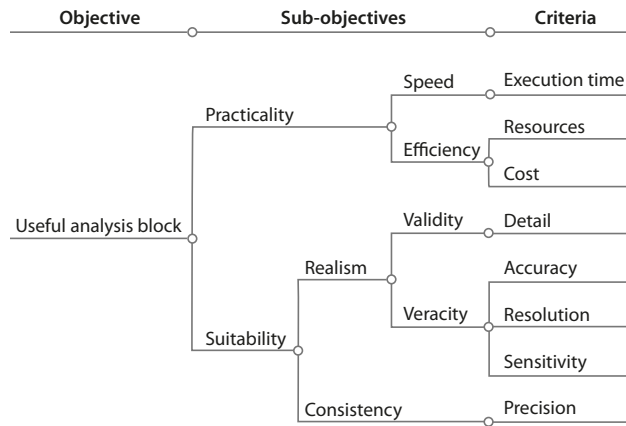 Objective Sub-objectives Criteria
Speed Execution time
Practicality Resources
Efficiency
Cost
Useful analysis block Validity Detail
Realism Accuracy
Veracity Resolution
Suitability
Sensitivity
Consistency Precision